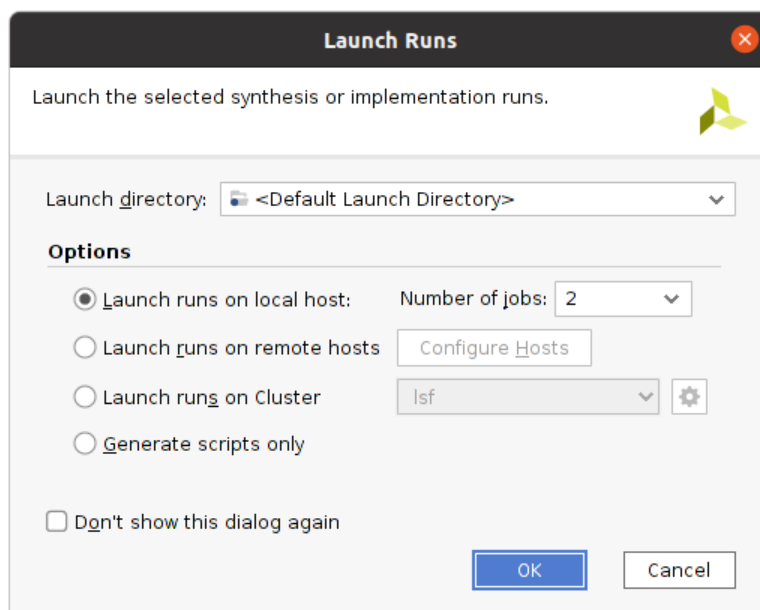 Launch Runs
Launch the selected synthesis or implementation runs.
Launch directory: <Default Launch Directory>
Options
Launch runs on local host: Number of jobs: 2
Launch runs on remote hosts Configure Hosts
Launch runs on Cluster lsf
Generate scripts only
Don't show this dialog again
OK Cancel